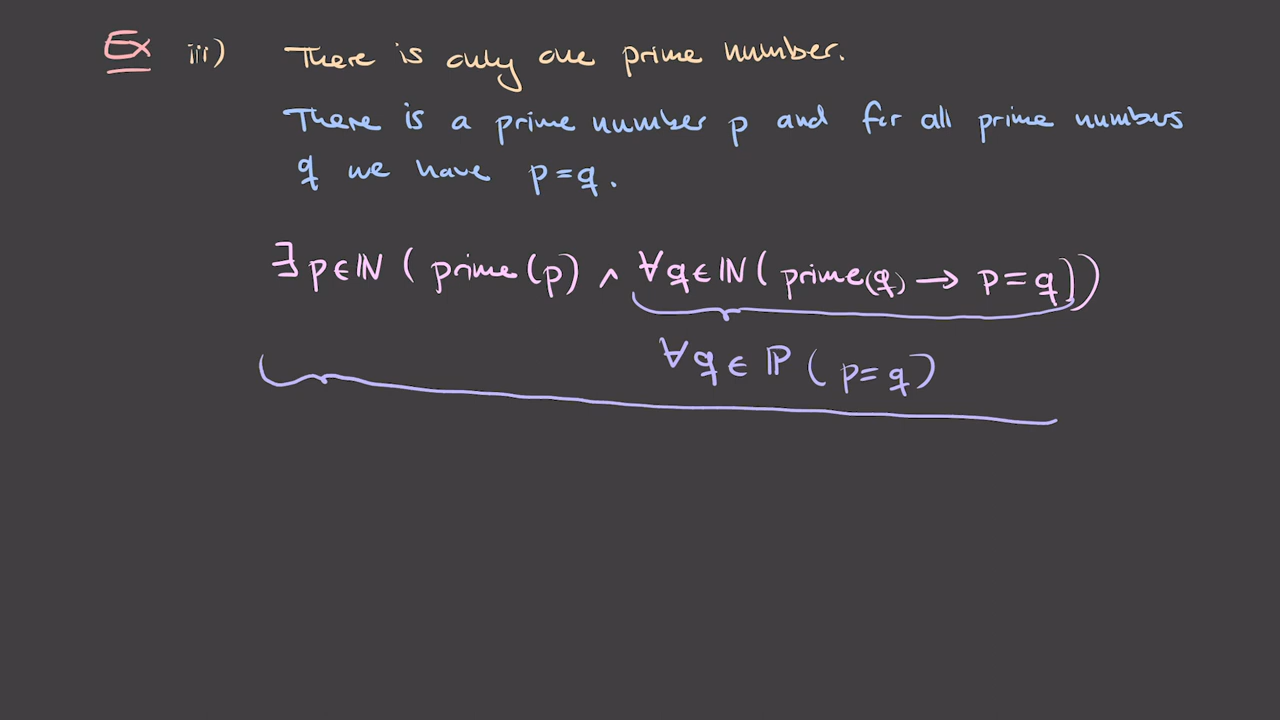 Ex iii) There is only one prime number.
There is a prime number p and for all prime numbers
q we have p=q.
∃p∈ℕ(prime(p) ∧ ∀q∈ℕ(prime(q) → p=q))
∀q∈ℙ(p=q)